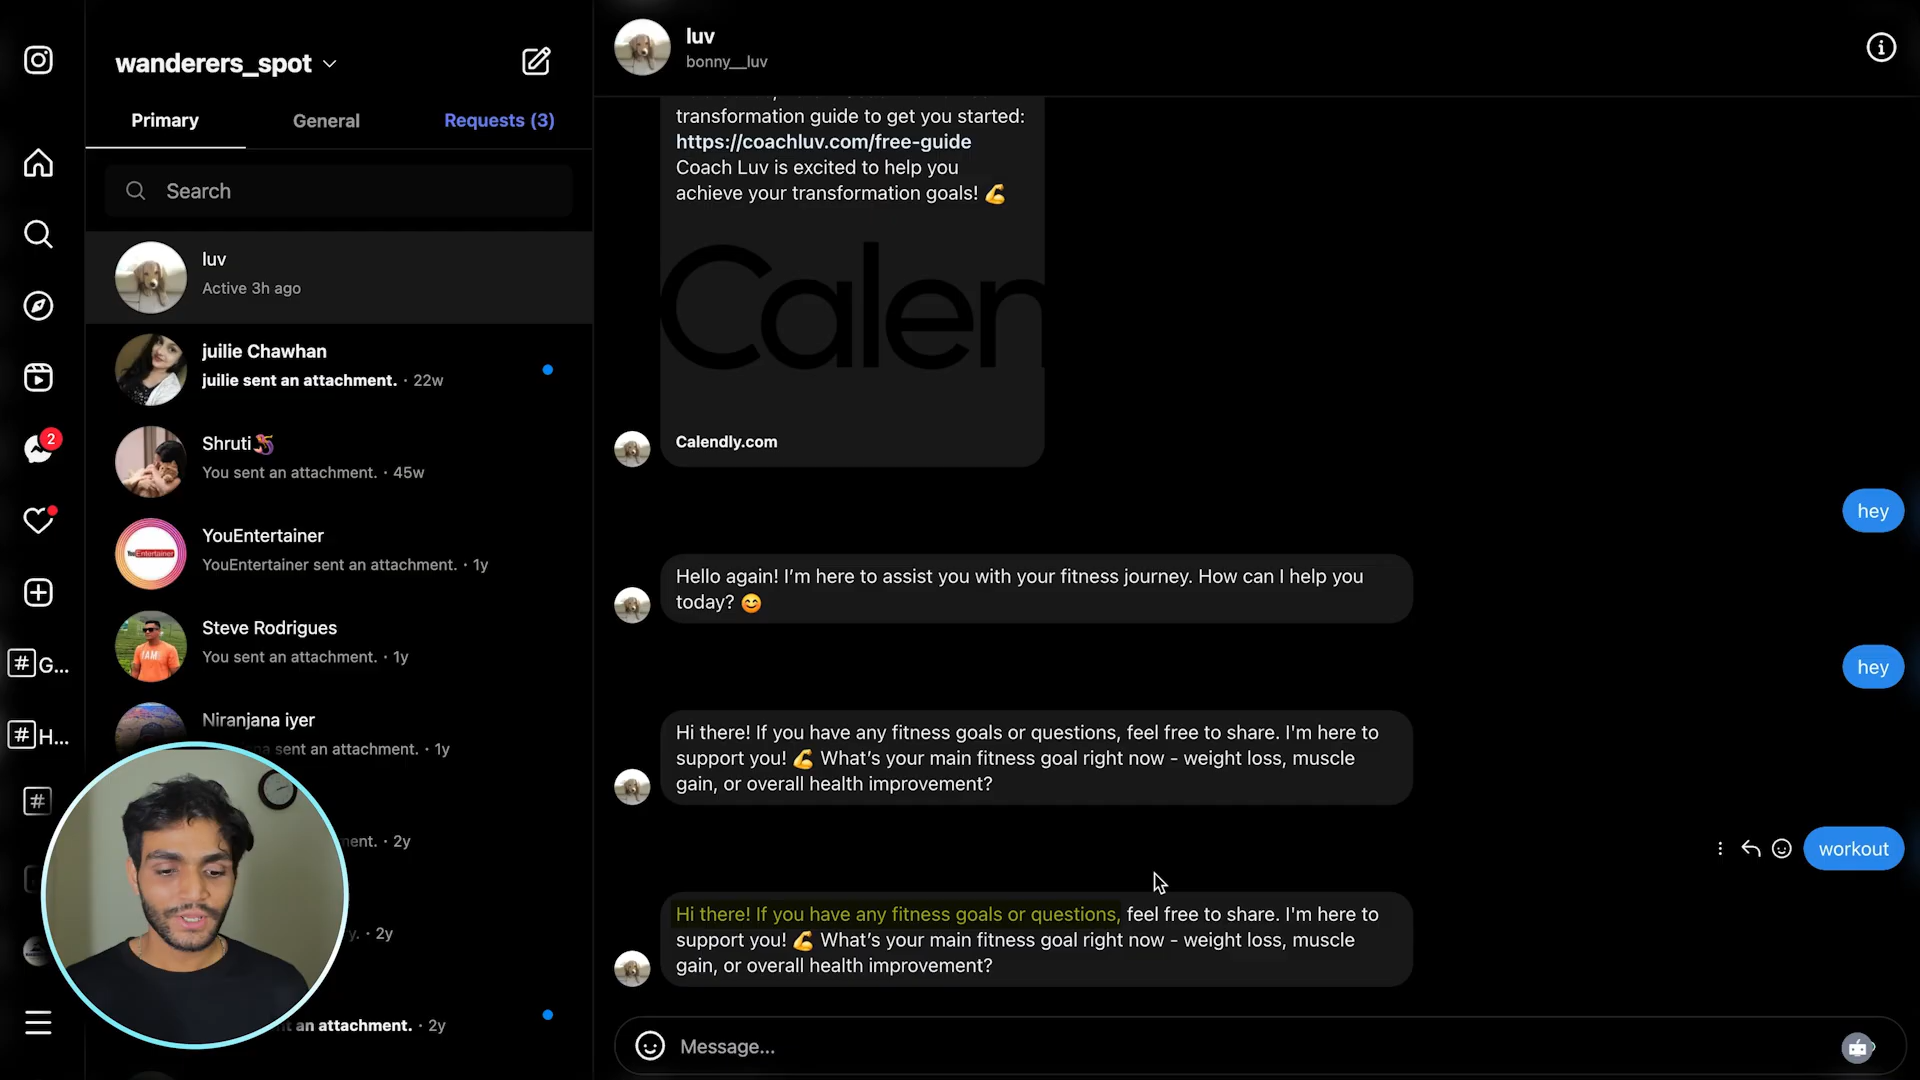 wanderers_spot
Primary
General
Requests (3)
Search
luv
Active 3h ago
juilie Chawhan
juilie sent an attachment. · 22w
Shruti
You sent an attachment. · 45w
YouEntertainer
YouEntertainer sent an attachment. · 1y
Steve Rodrigues
You sent an attachment. · 1y
Niranjana iyer
sent an attachment. · 1y
· 2y
· 2y
an attachment. · 2y
2
# G...
# H...
#
luv
bonny__luv
transformation guide to get you started:
https://coachluv.com/free-guide
Coach Luv is excited to help you
achieve your transformation goals! 💪
Calen
Calendly.com
hey
Hello again! I'm here to assist you with your fitness journey. How can I help you
today? 😊
hey
Hi there! If you have any fitness goals or questions, feel free to share. I'm here to
support you! 💪 What's your main fitness goal right now - weight loss, muscle
gain, or overall health improvement?
workout
Hi there! If you have any fitness goals or questions, feel free to share. I'm here to
support you! 💪 What's your main fitness goal right now - weight loss, muscle
gain, or overall health improvement?
Message...